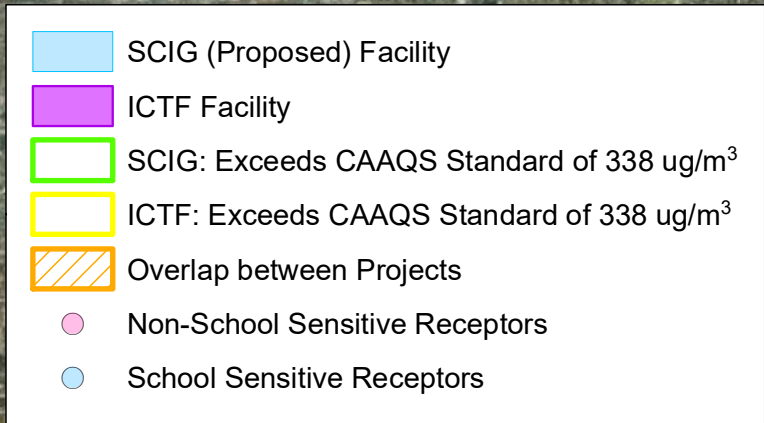 SCIG (Proposed) Facility
ICTF Facility
SCIG: Exceeds CAAQS Standard of 338 ug/m³
ICTF: Exceeds CAAQS Standard of 338 ug/m³
Overlap between Projects
Non-School Sensitive Receptors
School Sensitive Receptors